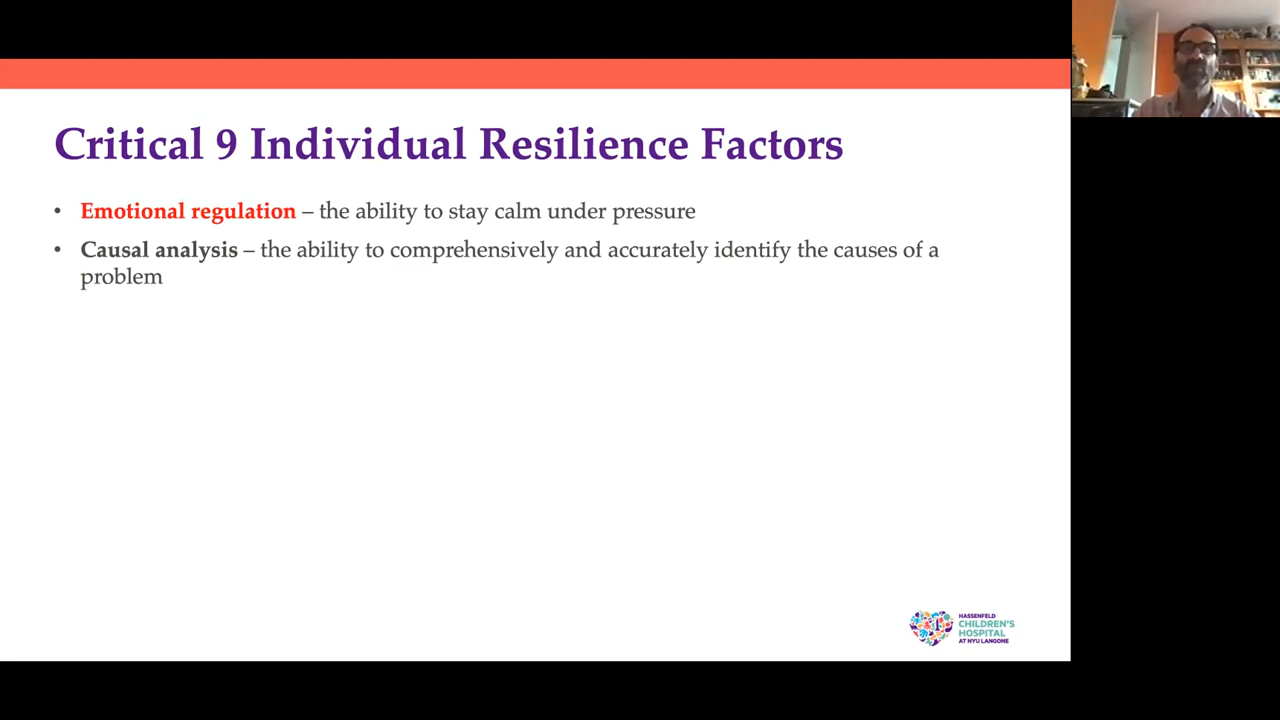 Critical 9 Individual Resilience Factors
• Emotional regulation – the ability to stay calm under pressure
• Causal analysis – the ability to comprehensively and accurately identify the causes of a
problem
HASSENFELD
CHILDREN'S
HOSPITAL
AT NYU LANGONE